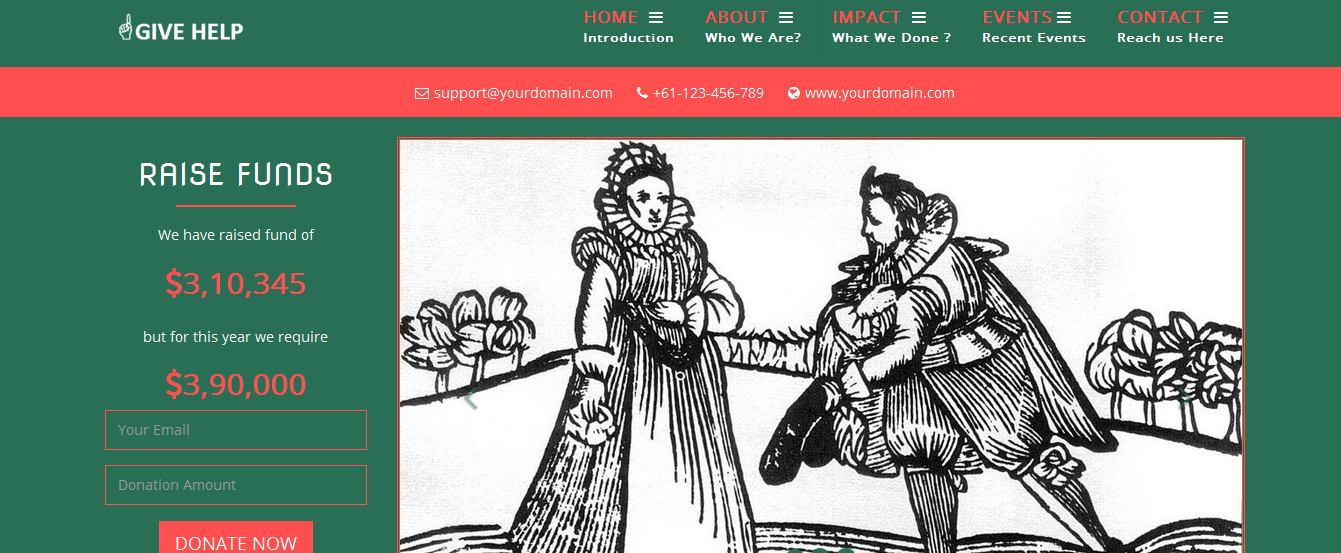 GIVE HELP
HOME
Introduction
ABOUT
Who We Are?
IMPACT
What We Done ?
EVENTS
Recent Events
CONTACT
Reach us Here
support@yourdomain.com +61-123-456-789 www.yourdomain.com
RAISE FUNDS
We have raised fund of
$3,10,345
but for this year we require
$3,90,000
Your Email
Donation Amount
DONATE NOW